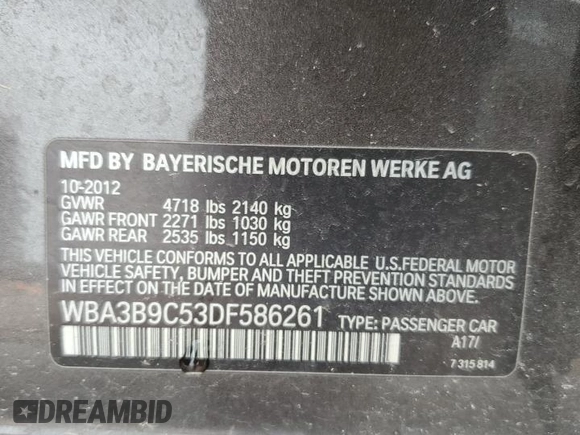 MFD BY BAYERISCHE MOTOREN WERKE AG
10-2012
GVWR 4718 lbs 2140 kg
GAWR FRONT 2271 lbs 1030 kg
GAWR REAR 2535 lbs 1150 kg
THIS VEHICLE CONFORMS TO ALL APPLICABLE U.S.FEDERAL MOTOR
VEHICLE SAFETY, BUMPER AND THEFT PREVENTION STANDARDS
IN EFFECT ON THE DATE OF MANUFACTURE SHOWN ABOVE.
WBA3B9C53DF586261 TYPE: PASSENGER CAR
A17/
7 315 814
DREAMBID